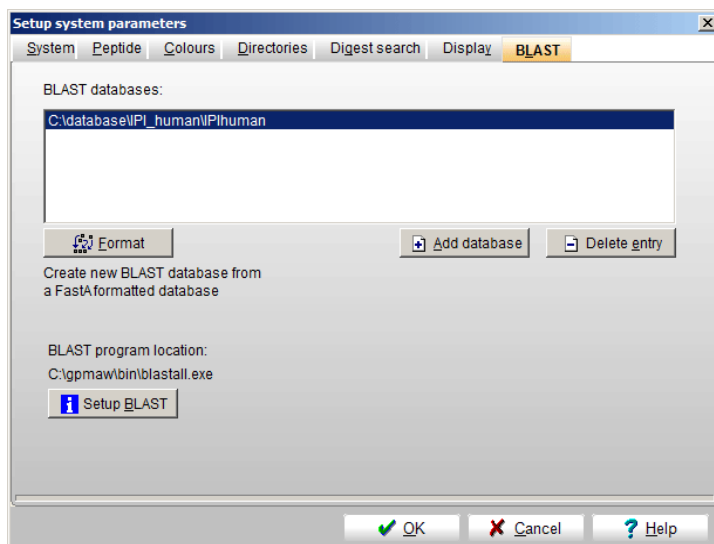 Setup system parameters
System Peptide Colours Directories Digest search Display BLAST
BLAST databases:
C:\database\IPI_human\IPIhuman
Format Add database Delete entry
Create new BLAST database from
a FastA formatted database
BLAST program location:
C:\gpmaw\bin\blastall.exe
Setup BLAST
OK Cancel Help